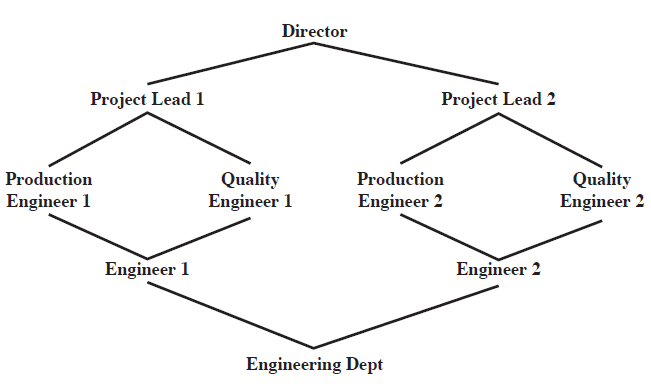 Director
Project Lead 1
Project Lead 2
Production
Engineer 1
Quality
Engineer 1
Production
Engineer 2
Quality
Engineer 2
Engineer 1
Engineer 2
Engineering Dept